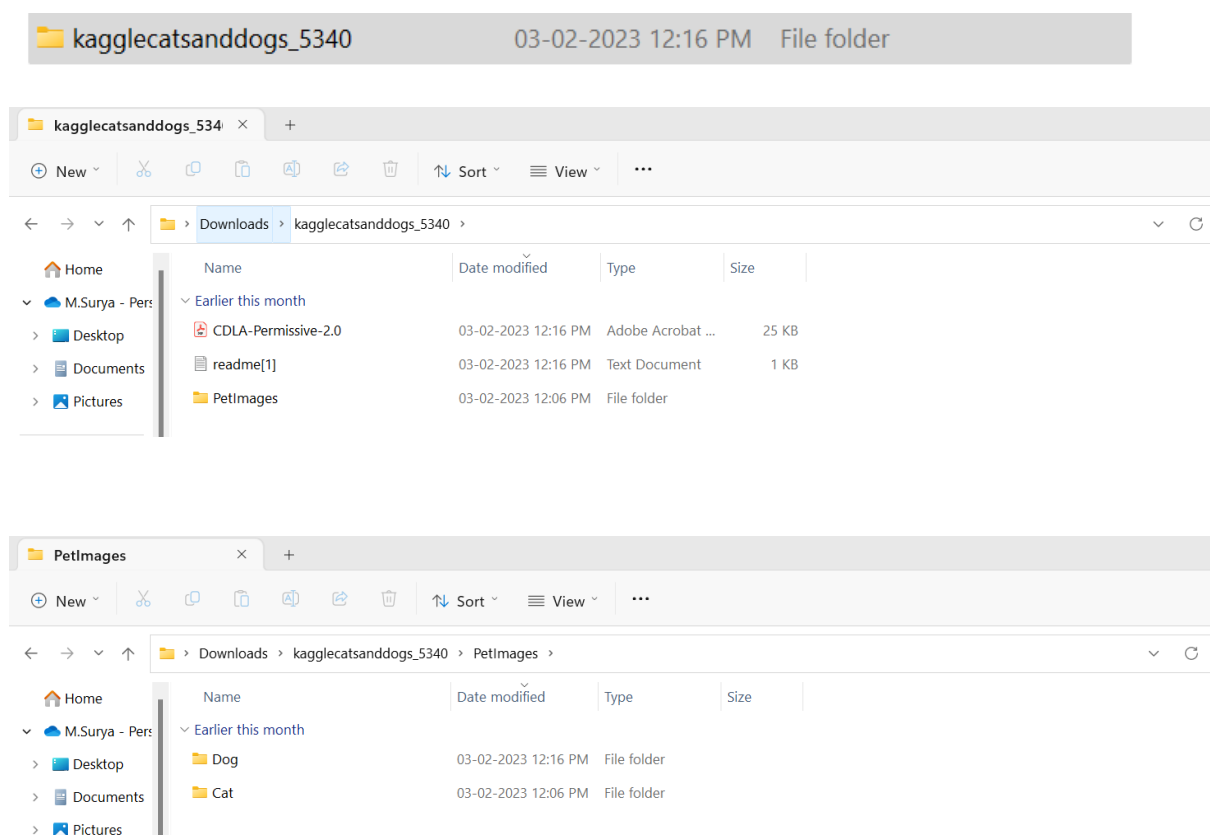 kagglecatsanddogs_5340 03-02-2023 12:16 PM File folder
kagglecatsanddogs_534
New Sort View ...
Downloads > kagglecatsanddogs_5340 >
Home Name Date modified Type Size
M.Surya - Pers Earlier this month
Desktop CDLA-Permissive-2.0 03-02-2023 12:16 PM Adobe Acrobat ... 25 KB
Documents readme[1] 03-02-2023 12:16 PM Text Document 1 KB
Pictures PetImages 03-02-2023 12:06 PM File folder
PetImages
New Sort View ...
Downloads > kagglecatsanddogs_5340 > PetImages >
Home Name Date modified Type Size
M.Surya - Pers Earlier this month
Desktop Dog 03-02-2023 12:16 PM File folder
Documents Cat 03-02-2023 12:06 PM File folder
Pictures